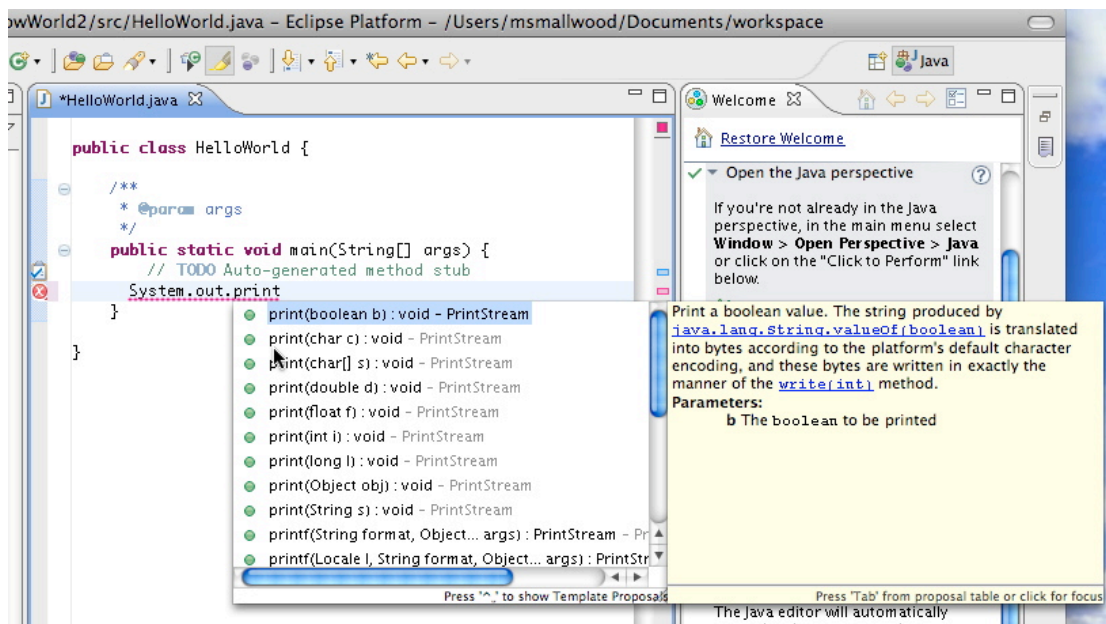 owWorld2/src/HelloWorld.java – Eclipse Platform – /Users/msmallwood/Documents/workspace
Java
*HelloWorld.java
public class HelloWorld {
/**
* @param args
*/
public static void main(String[] args) {
// TODO Auto-generated method stub
System.out.print
}
}
print(boolean b) : void – PrintStream
print(char c) : void – PrintStream
print(char[] s) : void – PrintStream
print(double d) : void – PrintStream
print(float f) : void – PrintStream
print(int i) : void – PrintStream
print(long l) : void – PrintStream
print(Object obj) : void – PrintStream
print(String s) : void – PrintStream
printf(String format, Object... args) : PrintStream – Pr
printf(Locale l, String format, Object... args) : PrintStr
Press '^ ' to show Template Proposals
Welcome
Restore Welcome
Open the Java perspective
If you're not already in the Java
perspective, in the main menu select
Window > Open Perspective > Java
or click on the "Click to Perform" link
below.
Print a boolean value. The string produced by
java.lang.String.valueOf(boolean) is translated
into bytes according to the platform's default character
encoding, and these bytes are written in exactly the
manner of the write(int) method.
Parameters:
b The boolean to be printed
Press 'Tab' from proposal table or click for focus
The Java editor will automatically